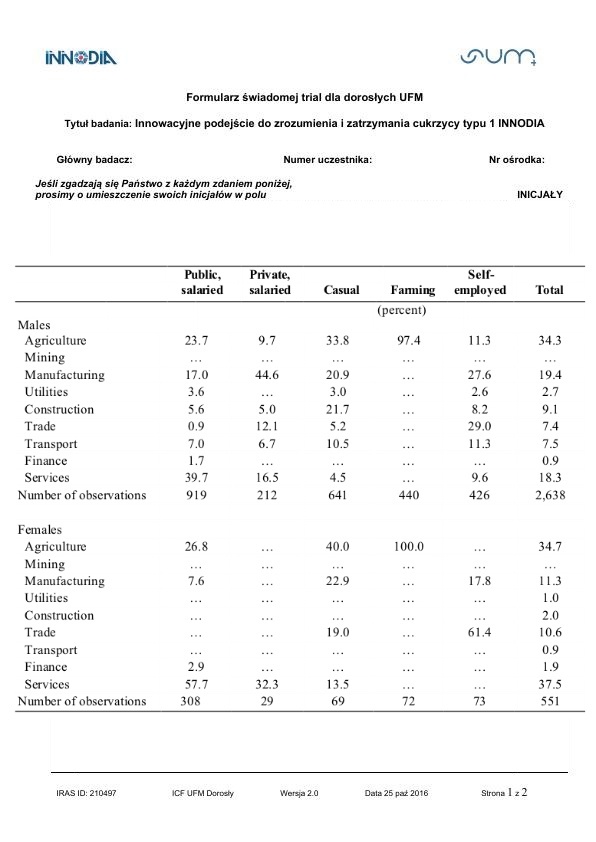 INNODIA
Formularz świadomej trial dla dorosłych UFM
Tytuł badania: Innowacyjne podejście do zrozumienia i zatrzymania cukrzycy typu 1 INNODIA
Główny badacz: Numer uczestnika: Nr ośrodka:
Jeśli zgadzają się Państwo z każdym zdaniem poniżej,
prosimy o umieszczenie swoich inicjałów w polu INICJAŁY
Public, Private, Self-
salaried salaried Casual Farming employed Total
(percent)
Males
Agriculture 23.7 9.7 33.8 97.4 11.3 34.3
Mining … … … … … …
Manufacturing 17.0 44.6 20.9 … 27.6 19.4
Utilities 3.6 … 3.0 … 2.6 2.7
Construction 5.6 5.0 21.7 … 8.2 9.1
Trade 0.9 12.1 5.2 … 29.0 7.4
Transport 7.0 6.7 10.5 … 11.3 7.5
Finance 1.7 … … … … 0.9
Services 39.7 16.5 4.5 … 9.6 18.3
Number of observations 919 212 641 440 426 2,638
Females
Agriculture 26.8 … 40.0 100.0 … 34.7
Mining … … … … … …
Manufacturing 7.6 … 22.9 … 17.8 11.3
Utilities … … … … … 1.0
Construction … … … … … 2.0
Trade … … 19.0 … 61.4 10.6
Transport … … … … … 0.9
Finance 2.9 … … … … 1.9
Services 57.7 32.3 13.5 … … 37.5
Number of observations 308 29 69 72 73 551
IRAS ID: 210497 ICF UFM Dorosły Wersja 2.0 Data 25 paź 2016 Strona 1 z 2